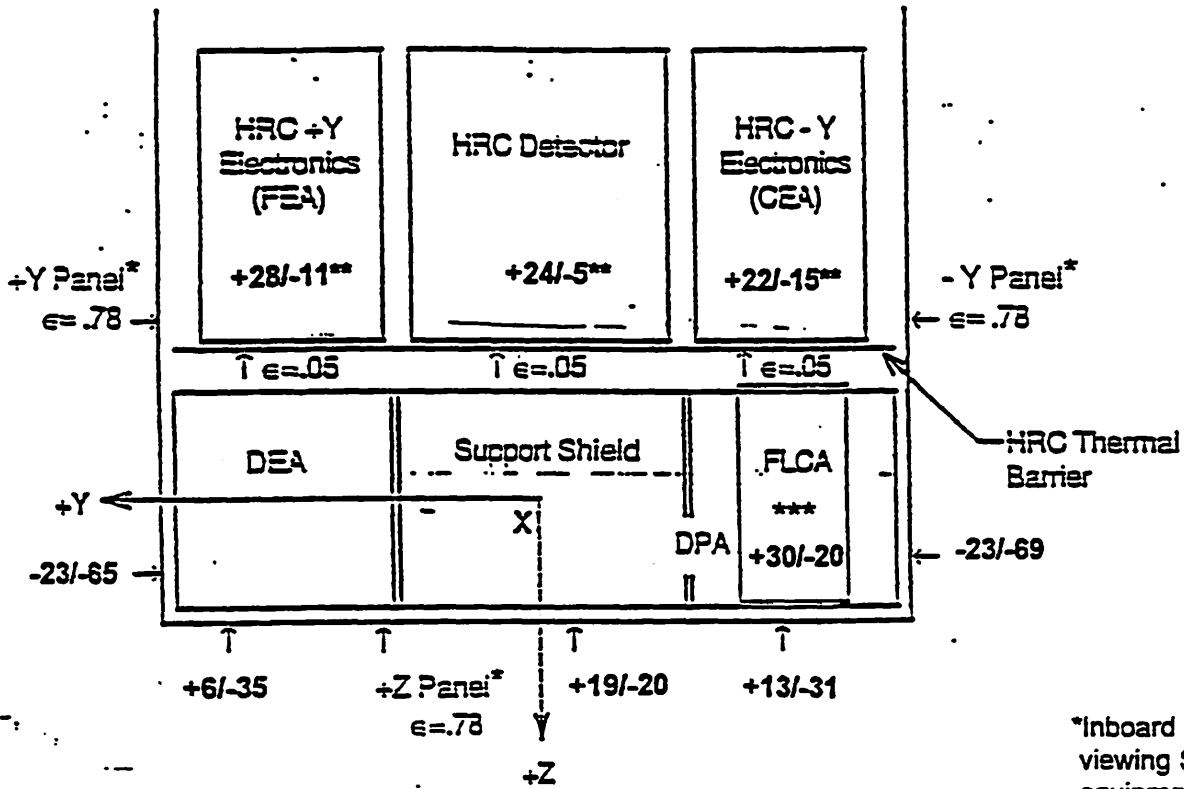 HRC +Y
Electronics
(FEA)
+28/-11**
HRC Detector
+24/-5**
HRC - Y
Electronics
(CEA)
+22/-15**
+Y Panel*
ϵ= .78
- Y Panel*
ϵ= .78
ϵ=.05
ϵ=.05
ϵ=.05
HRC Thermal
Barrier
DEA
Support Shield
FLCA
***
+30/-20
DPA
+Y
X
-23/-65
-23/-69
+6/-35
+Z Panel*
ϵ=.78
+19/-20
+13/-31
+Z
*Inboard
viewing